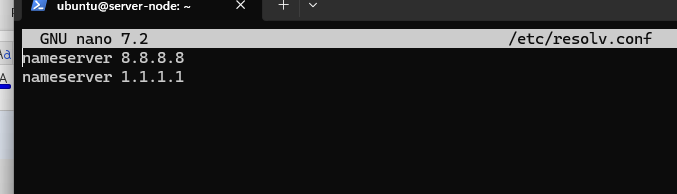 ubuntu@server-node: ~
GNU nano 7.2 /etc/resolv.conf
nameserver 8.8.8.8
nameserver 1.1.1.1